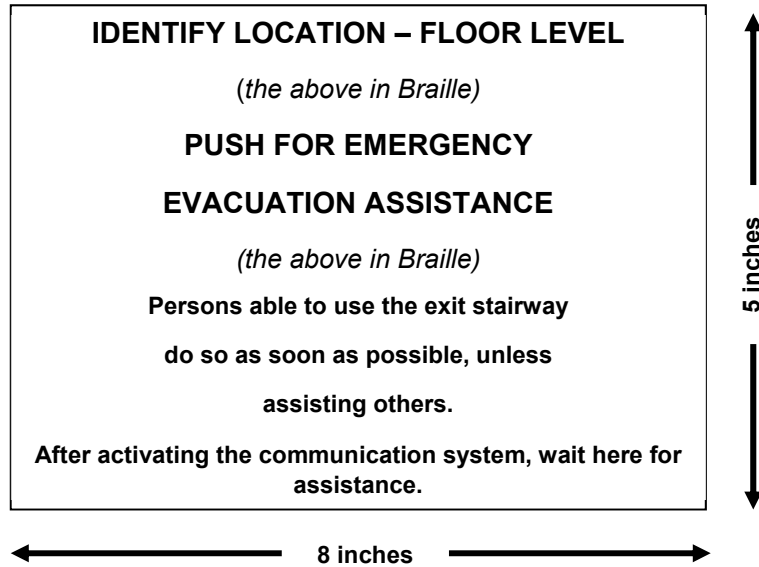 IDENTIFY LOCATION – FLOOR LEVEL
(the above in Braille)
PUSH FOR EMERGENCY
EVACUATION ASSISTANCE
(the above in Braille)
Persons able to use the exit stairway
do so as soon as possible, unless
assisting others.
After activating the communication system, wait here for
assistance.
5 inches
8 inches